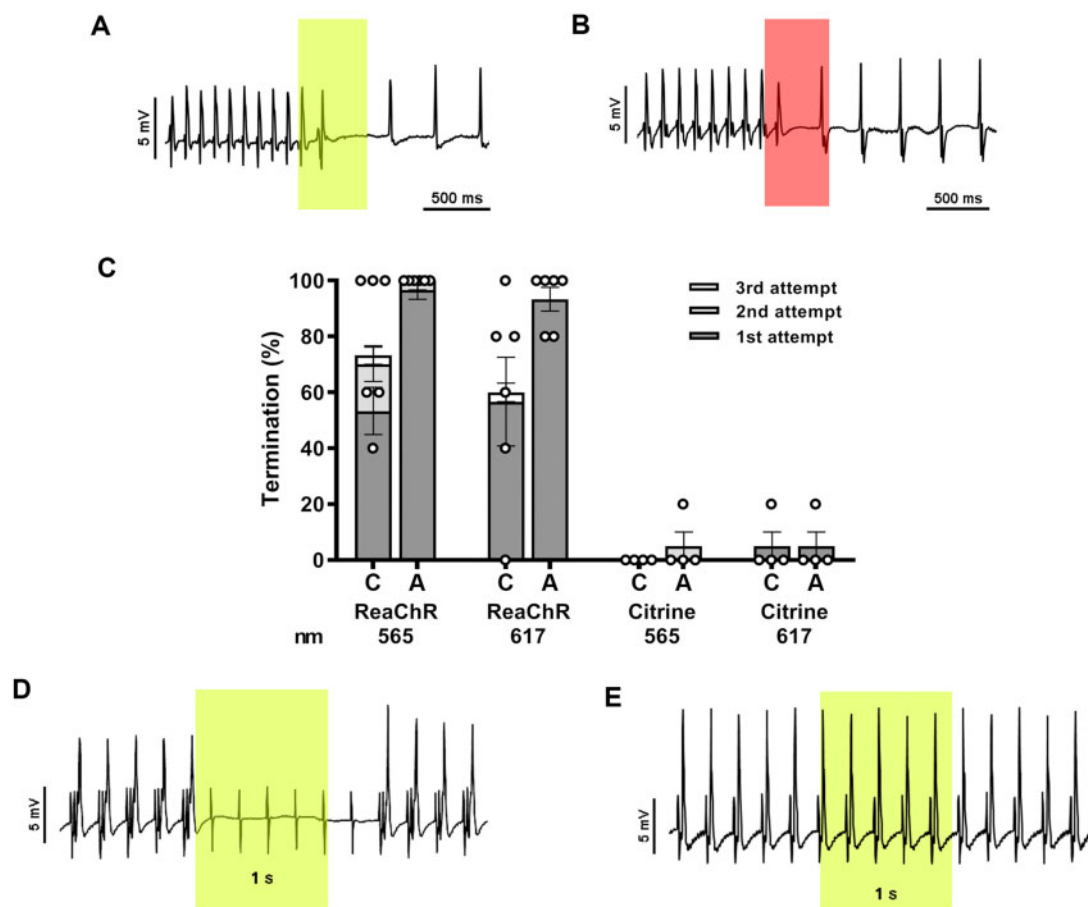 A
B
5 mV
500 ms
5 mV
500 ms
C
Termination (%)
100
80
60
40
20
0
3rd attempt
2nd attempt
1st attempt
C A C A C A C A
ReaChR ReaChR Citrine Citrine
nm 565 617 565 617
D
E
5 mV
1 s
5 mV
1 s